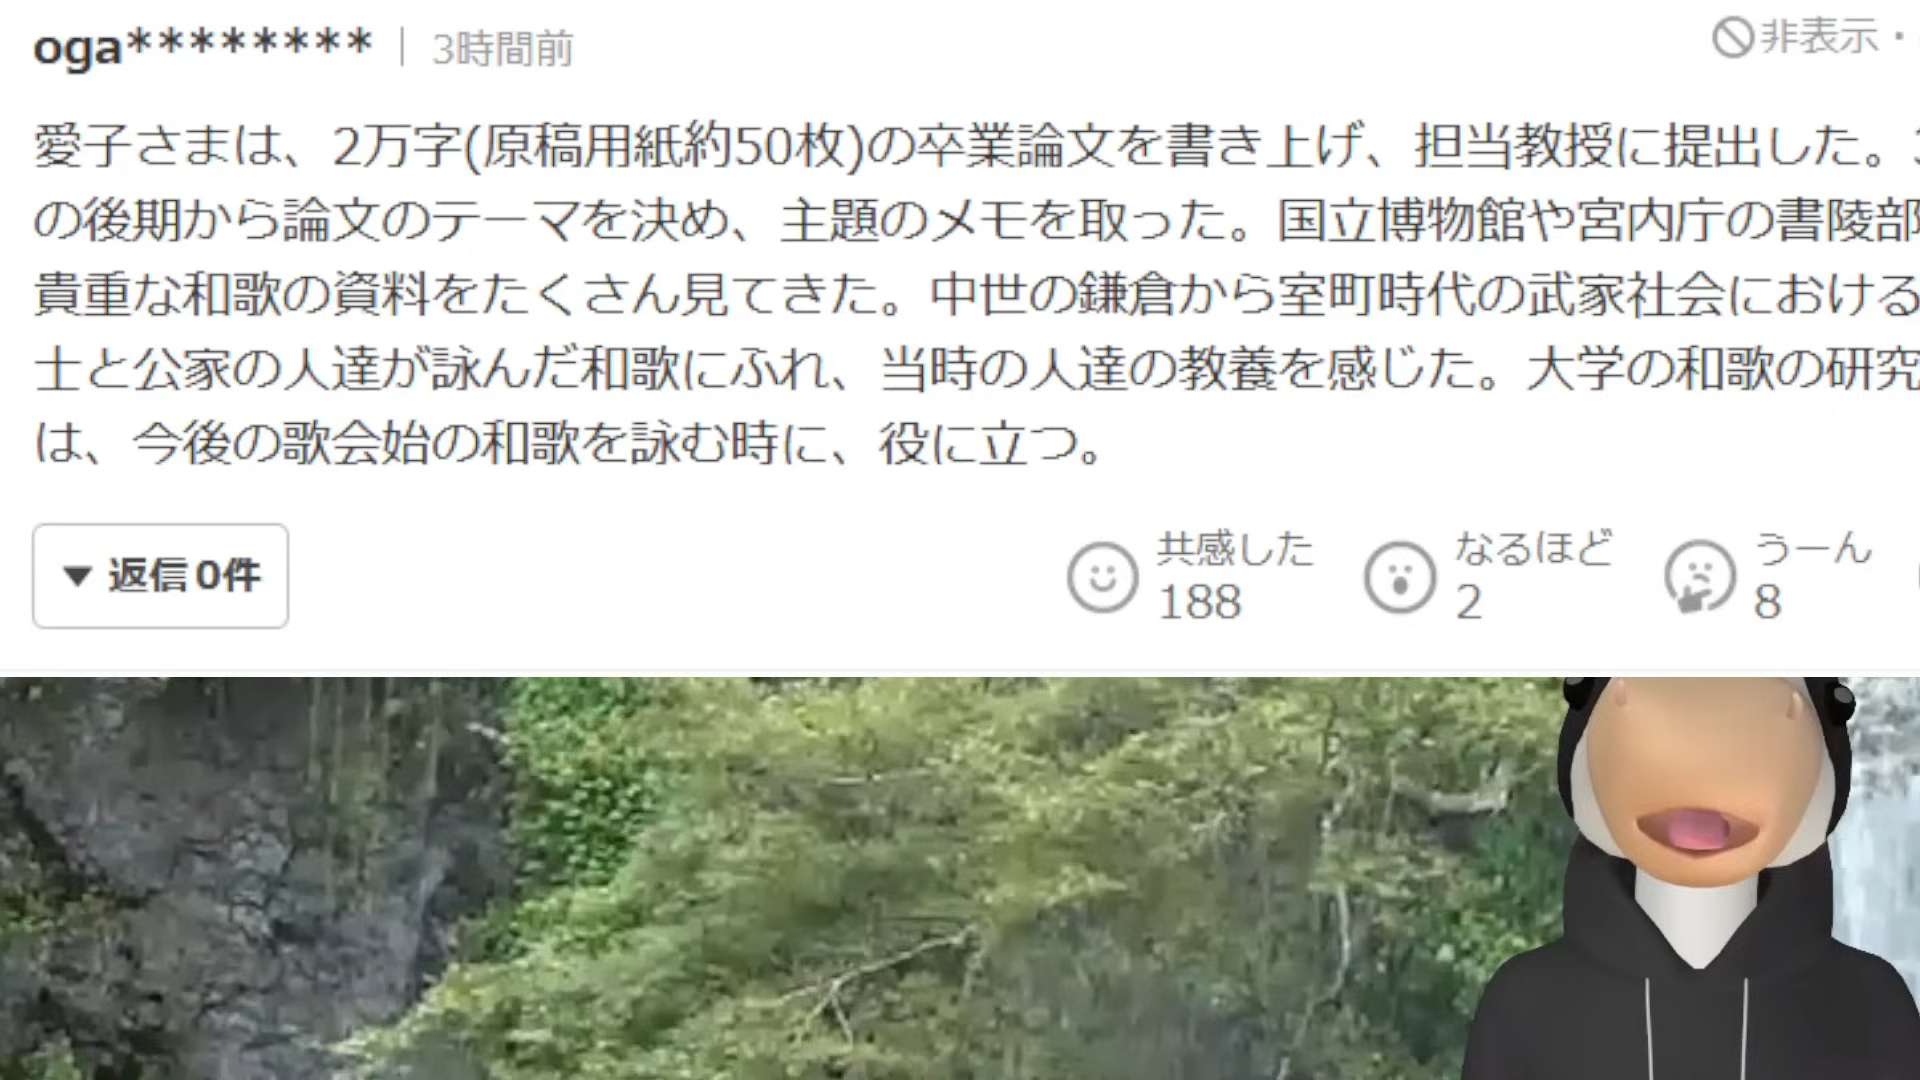 oga******** | 3時間前
非表示・
愛子さまは、2万字(原稿用紙約50枚)の卒業論文を書き上げ、担当教授に提出した。
の後期から論文のテーマを決め、主題のメモを取った。国立博物館や宮内庁の書陵部
貴重な和歌の資料をたくさん見てきた。中世の鎌倉から室町時代の武家社会における
士と公家の人達が詠んだ和歌にふれ、当時の人達の教養を感じた。大学の和歌の研究
は、今後の歌会始の和歌を詠む時に、役に立つ。
▼ 返信0件
共感した
188
なるほど
2
うーん
8